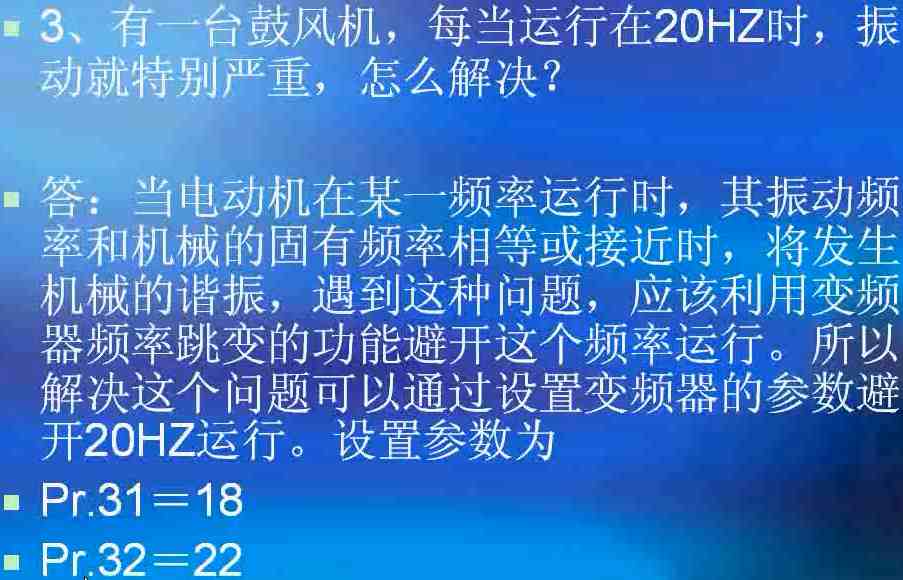 3、有一台鼓风机，每当运行在20HZ时，振
动就特别严重，怎么解决？
答：当电动机在某一频率运行时，其振动频
率和机械的固有频率相等或接近时，将发生
机械的谐振，遇到这种问题，应该利用变频
器频率跳变的功能避开这个频率运行。所以
解决这个问题可以通过设置变频器的参数避
开20HZ运行。设置参数为
Pr.31＝18
Pr.32＝22